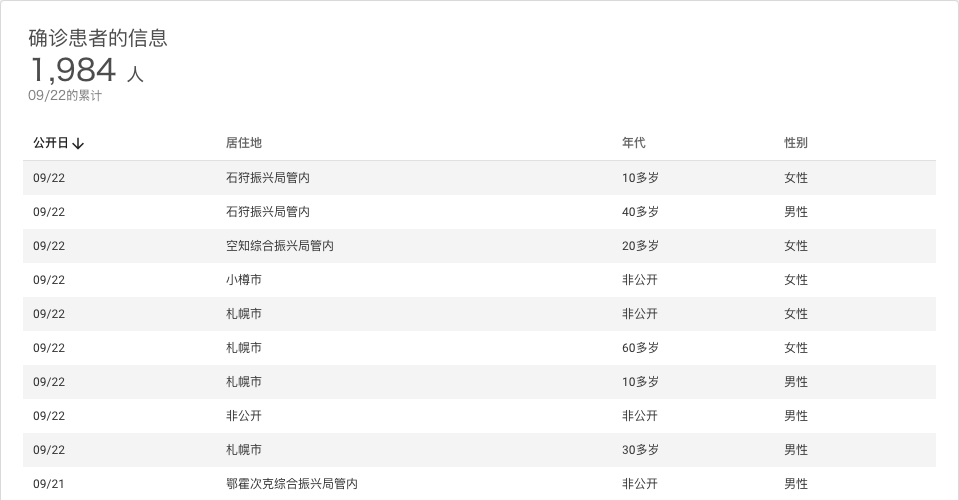 确诊患者的信息
1,984 人
09/22的累计
公开日↓ 居住地 年代 性别
09/22 石狩振兴局管内 10多岁 女性
09/22 石狩振兴局管内 40多岁 男性
09/22 空知综合振兴局管内 20多岁 女性
09/22 小樽市 非公开 女性
09/22 札幌市 非公开 女性
09/22 札幌市 60多岁 女性
09/22 札幌市 10多岁 男性
09/22 非公开 非公开 男性
09/22 札幌市 30多岁 男性
09/21 鄂霍次克综合振兴局管内 非公开 男性